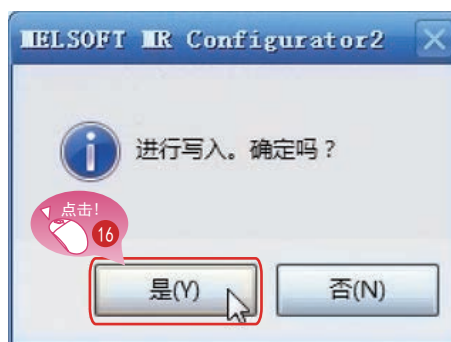 MELSOFT MR Configurator2
进行写入。确定吗？
点击!
16
是(Y)
否(N)